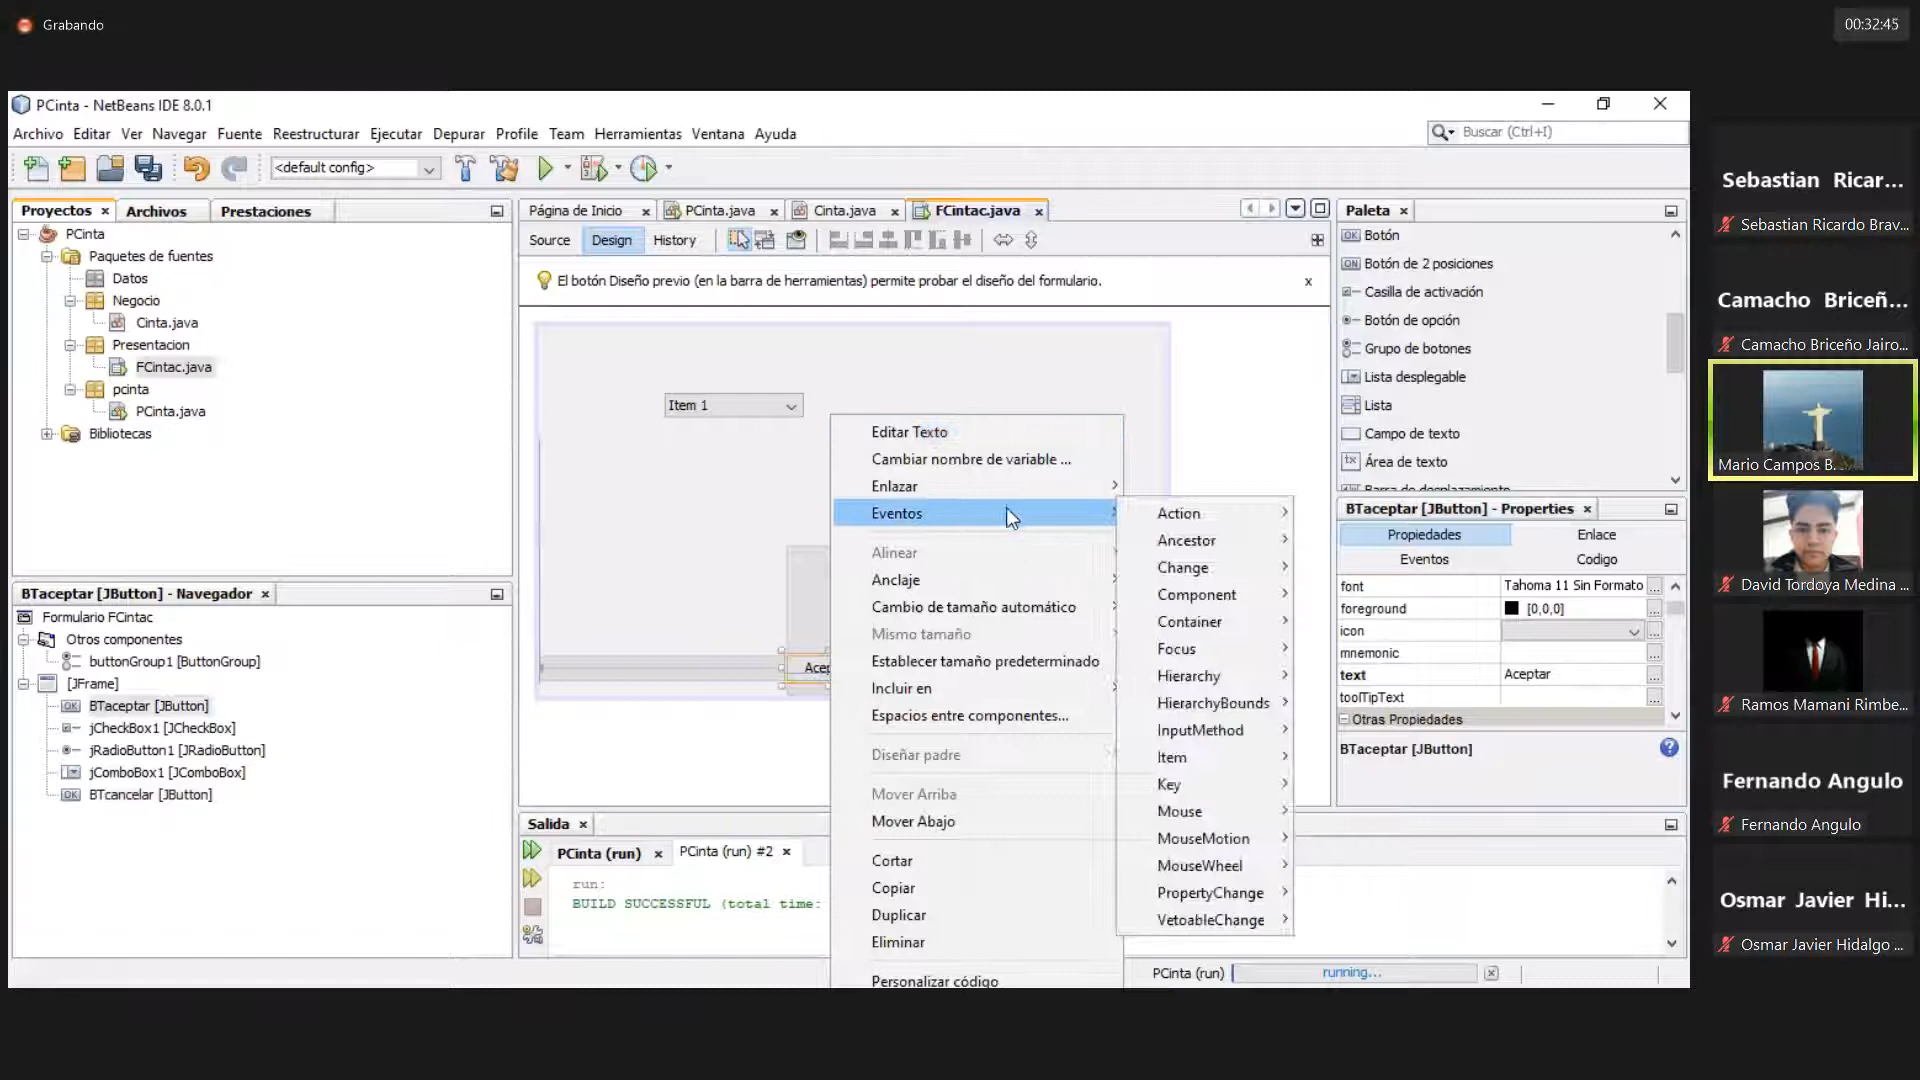 Grabando
00:32:45
PCinta - NetBeans IDE 8.0.1
Archivo Editar Ver Navegar Fuente Reestructurar Ejecutar Depurar Profile Team Herramientas Ventana Ayuda
Buscar (Ctrl+I)
<default config>
Proyectos Archivos Prestaciones
PCinta
Paquetes de fuentes
Datos
Negocio
Cinta.java
Presentacion
FCintac.java
pcinta
PCinta.java
Bibliotecas
BTaceptar [JButton] - Navegador
Formulario FCintac
Otros componentes
buttonGroup1 [ButtonGroup]
[JFrame]
BTaceptar [JButton]
jCheckBox1 [JCheckBox]
jRadioButton1 [JRadioButton]
jComboBox1 [JComboBox]
BTcancelar [JButton]
Página de Inicio PCinta.java Cinta.java FCintac.java
Source Design History
El botón Diseño previo (en la barra de herramientas) permite probar el diseño del formulario.
Item 1
Acep
Editar Texto
Cambiar nombre de variable ...
Enlazar
Eventos
Alinear
Anclaje
Cambio de tamaño automático
Mismo tamaño
Establecer tamaño predeterminado
Incluir en
Espacios entre componentes...
Diseñar padre
Mover Arriba
Mover Abajo
Cortar
Copiar
Duplicar
Eliminar
Personalizar código
Action
Ancestor
Change
Component
Container
Focus
Hierarchy
HierarchyBounds
InputMethod
Item
Key
Mouse
MouseMotion
MouseWheel
PropertyChange
VetoableChange
Salida
PCinta (run) PCinta (run) #2
run:
BUILD SUCCESSFUL (total time:
PCinta (run) running...
Paleta
OK Botón
ON Botón de 2 posiciones
Casilla de activación
Botón de opción
Grupo de botones
Lista desplegable
Lista
Campo de texto
Área de texto
Barra de desplazamiento
BTaceptar [JButton] - Properties
Propiedades Enlace
Eventos Codigo
font Tahoma 11 Sin Formato
foreground [0,0,0]
icon
mnemonic
text Aceptar
toolTipText
Otras Propiedades
BTaceptar [JButton]
Sebastian Ricar...
Sebastian Ricardo Brav...
Camacho Briceñ...
Camacho Briceño Jairo...
Mario Campos B.
David Tordoya Medina ...
Ramos Mamani Rimbe...
Fernando Angulo
Fernando Angulo
Osmar Javier Hi...
Osmar Javier Hidalgo ...